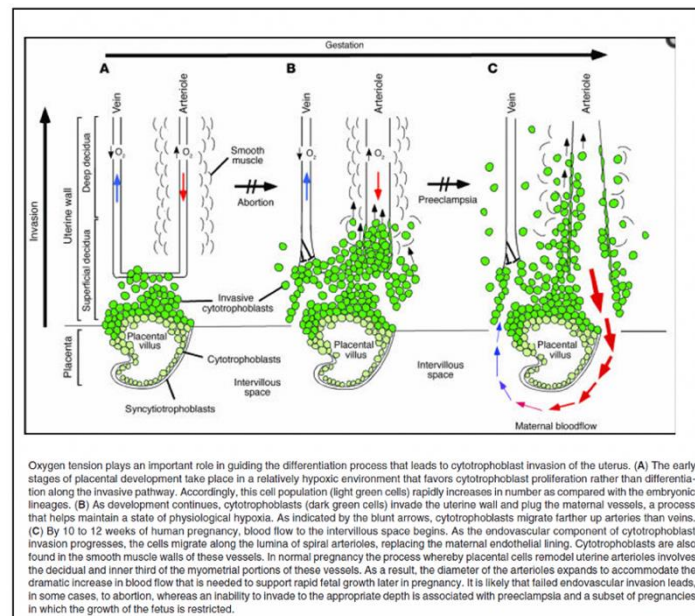 Gestation
A
B
C
Vein
Arteriole
Vein
Arteriole
Vein
Arteriole
Invasion
Uterine wall
Deep decidua
Superficial decidua
Placenta
O2
O2
Smooth
muscle
O2
O2
Abortion
Preeclampsia
Invasive
cytotrophoblasts
Placental
villus
Cytotrophoblasts
Intervillous
space
Syncytiotrophoblasts
Placental
villus
Intervillous
space
Placental
villus
Maternal bloodflow
Oxygen tension plays an important role in guiding the differentiation process that leads to cytotrophoblast invasion of the uterus. (A) The early
stages of placental development take place in a relatively hypoxic environment that favors cytotrophoblast proliferation rather than differentia-
tion along the invasive pathway. Accordingly, this cell population (light green cells) rapidly increases in number as compared with the embryonic
lineages. (B) As development continues, cytotrophoblasts (dark green cells) invade the uterine wall and plug the maternal vessels, a process
that helps maintain a state of physiological hypoxia. As indicated by the blunt arrows, cytotrophoblasts migrate farther up arteries than veins.
(C) By 10 to 12 weeks of human pregnancy, blood flow to the intervillous space begins. As the endovascular component of cytotrophoblast
invasion progresses, the cells migrate along the lumina of spiral arterioles, replacing the maternal endothelial lining. Cytotrophoblasts are also
found in the smooth muscle walls of these vessels. In normal pregnancy the process whereby placental cells remodel uterine arterioles involves
the decidual and inner third of the myometrial portions of these vessels. As a result, the diameter of the arterioles expands to accommodate the
dramatic increase in blood flow that is needed to support rapid fetal growth later in pregnancy. It is likely that failed endovascular invasion leads,
in some cases, to abortion, whereas an inability to invade to the appropriate depth is associated with preeclampsia and a subset of pregnancies
in which the growth of the fetus is restricted.